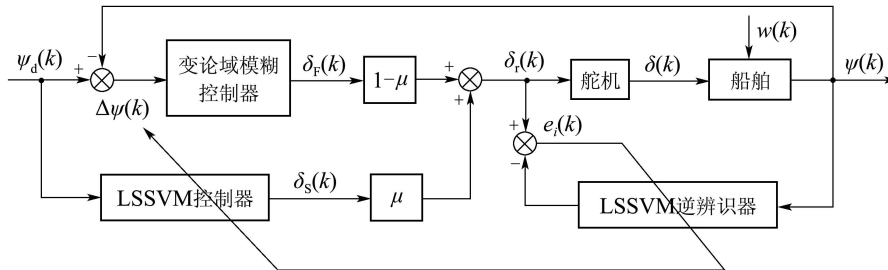 ψd(k)
+
−
Δψ(k)
变论域模糊
控制器
δF(k)
1−μ
+
+
δr(k)
舵机
δ(k)
w(k)
船舶
ψ(k)
+
−
ei(k)
LSSVM控制器
δS(k)
μ
LSSVM逆辨识器